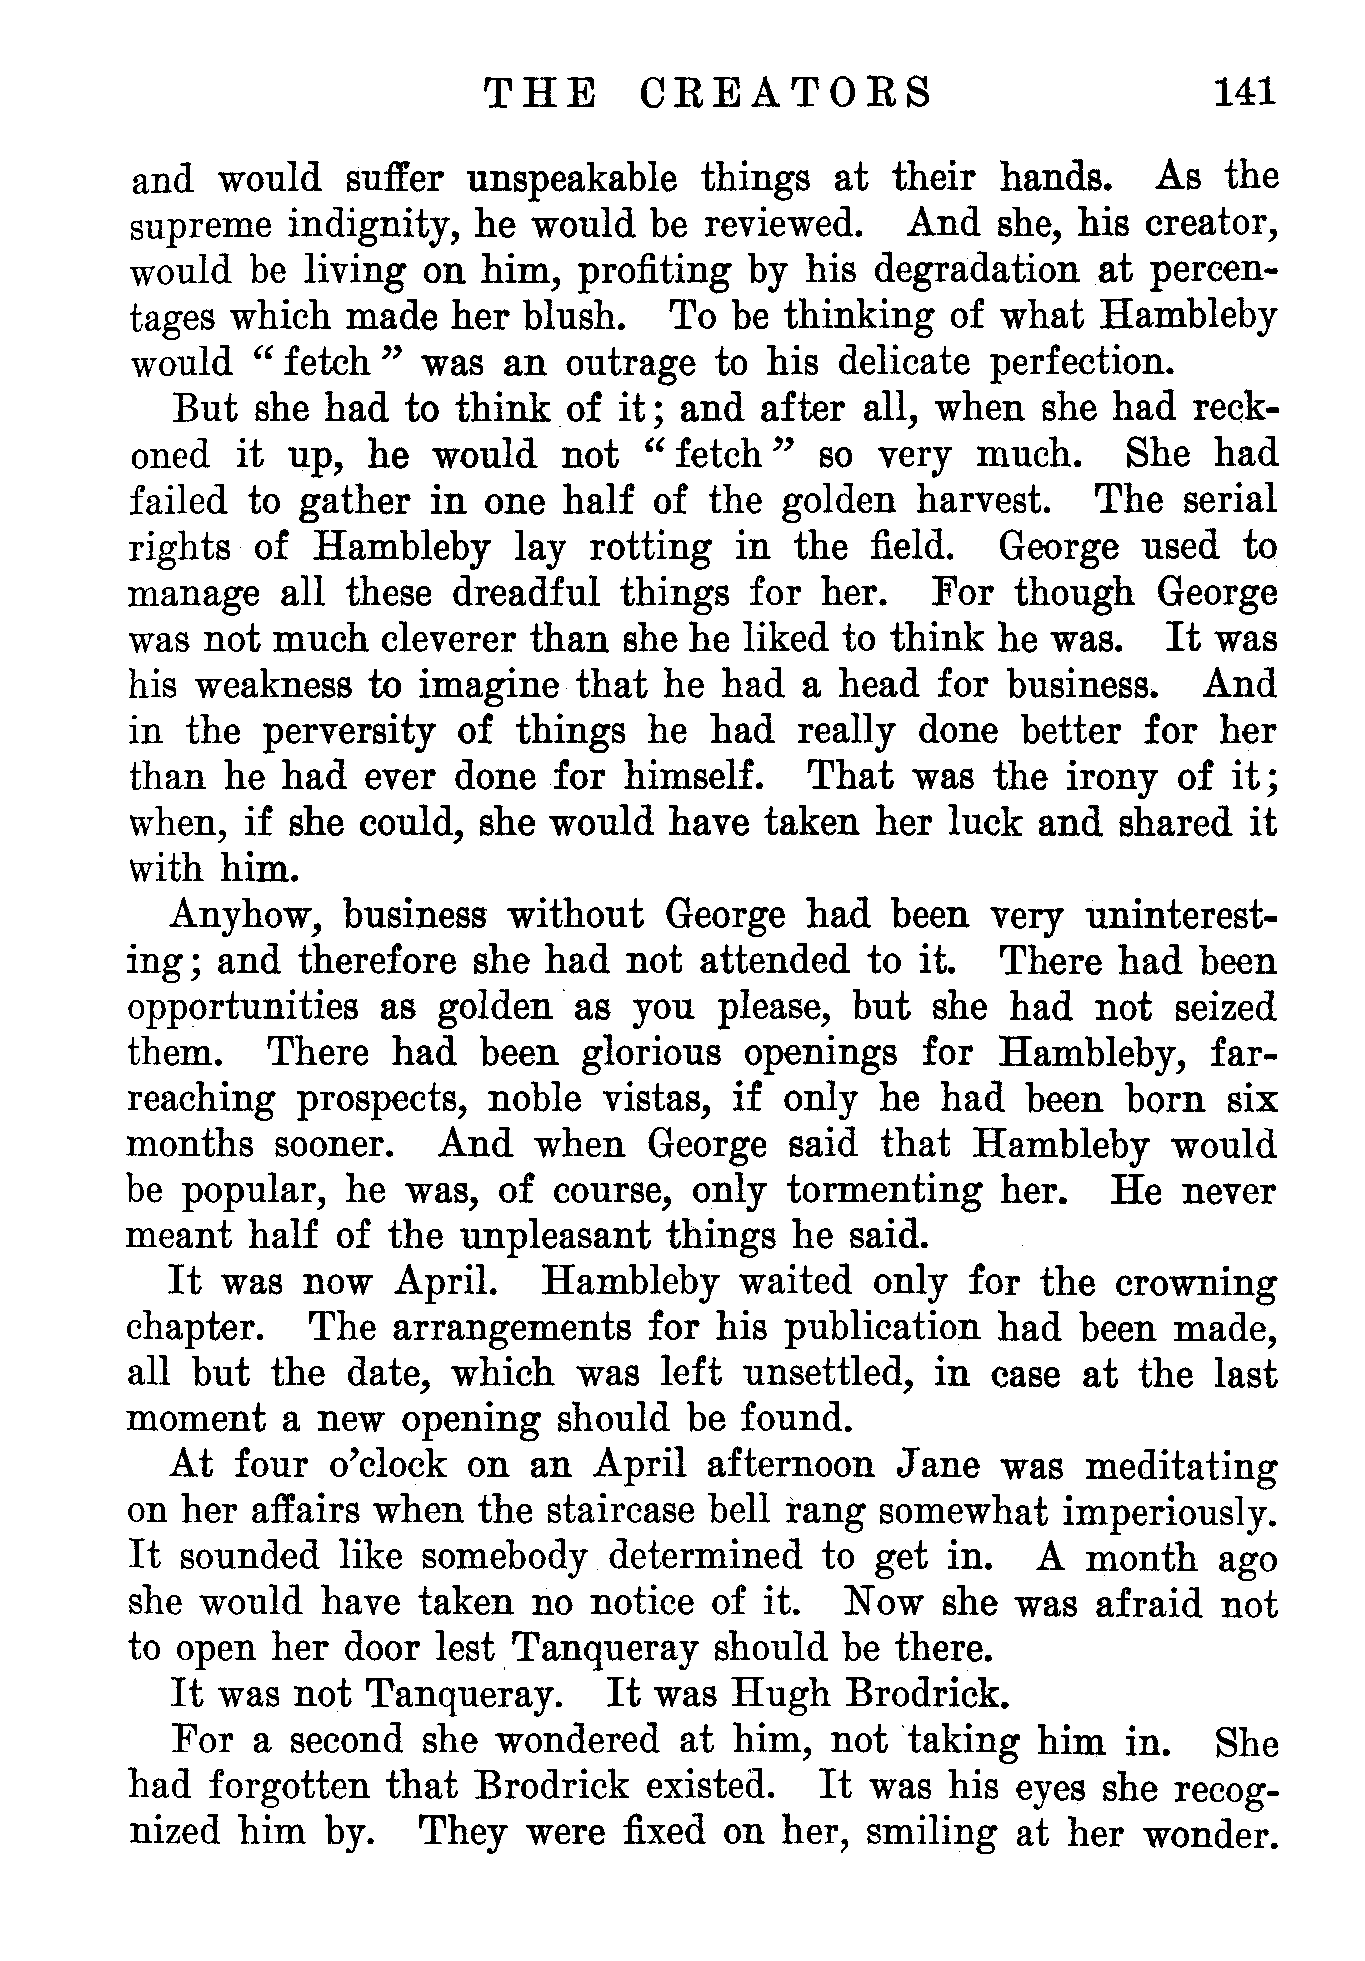 THE CREATORS 141
and would suffer unspeakable things at their hands. As the
supreme indignity, he would be reviewed. And she, his creator,
would be living on him, profiting by his degradation at percen-
tages which made her blush. To be thinking of what Hambleby
would " fetch " was an outrage to his delicate perfection.
But she had to think of it; and after all, when she had reck-
oned it up, he would not " fetch " so very much. She had
failed to gather in one half of the golden harvest. The serial
rights of Hambleby lay rotting in the field. George used to
manage all these dreadful things for her. For though George
was not much cleverer than she he liked to think he was. It was
his weakness to imagine that he had a head for business. And
in the perversity of things he had really done better for her
than he had ever done for himself. That was the irony of it;
when, if she could, she would have taken her luck and shared it
with him.
Anyhow, business without George had been very uninterest-
ing; and therefore she had not attended to it. There had been
opportunities as golden as you please, but she had not seized
them. There had been glorious openings for Hambleby, far-
reaching prospects, noble vistas, if only he had been born six
months sooner. And when George said that Hambleby would
be popular, he was, of course, only tormenting her. He never
meant half of the unpleasant things he said.
It was now April. Hambleby waited only for the crowning
chapter. The arrangements for his publication had been made,
all but the date, which was left unsettled, in case at the last
moment a new opening should be found.
At four o'clock on an April afternoon Jane was meditating
on her affairs when the staircase bell rang somewhat imperiously.
It sounded like somebody determined to get in. A month ago
she would have taken no notice of it. Now she was afraid not
to open her door lest Tanqueray should be there.
It was not Tanqueray. It was Hugh Brodrick.
For a second she wondered at him, not taking him in. She
had forgotten that Brodrick existed. It was his eyes she recog-
nized him by. They were fixed on her, smiling at her wonder.